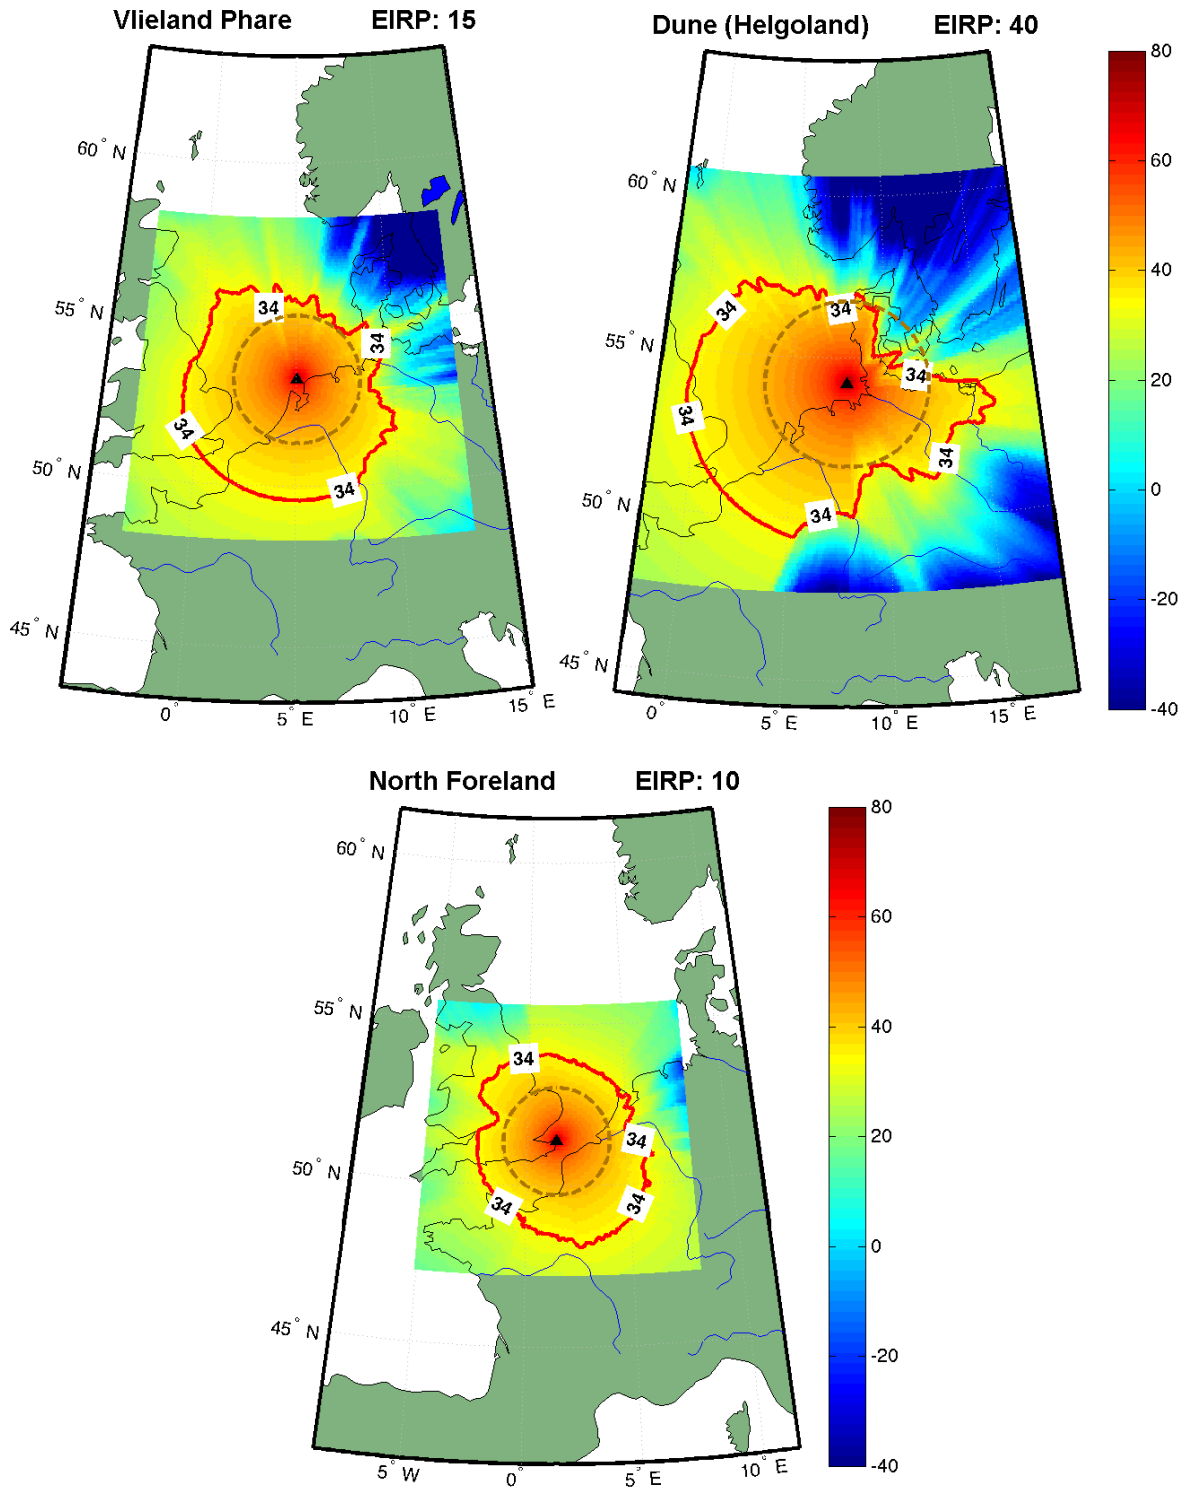 Vlieland Phare EIRP: 15
60° N
55° N
50° N
45° N
0°
5° E
10° E
15° E
34
34
34
34
Dune (Helgoland) EIRP: 40
60° N
55° N
50° N
45° N
0°
5° E
10° E
15° E
34
34
34
34
34
34
80
60
40
20
0
-20
-40
North Foreland EIRP: 10
60° N
55° N
50° N
45° N
5° W
0°
5° E
10° E
34
34
34
34
80
60
40
20
0
-20
-40